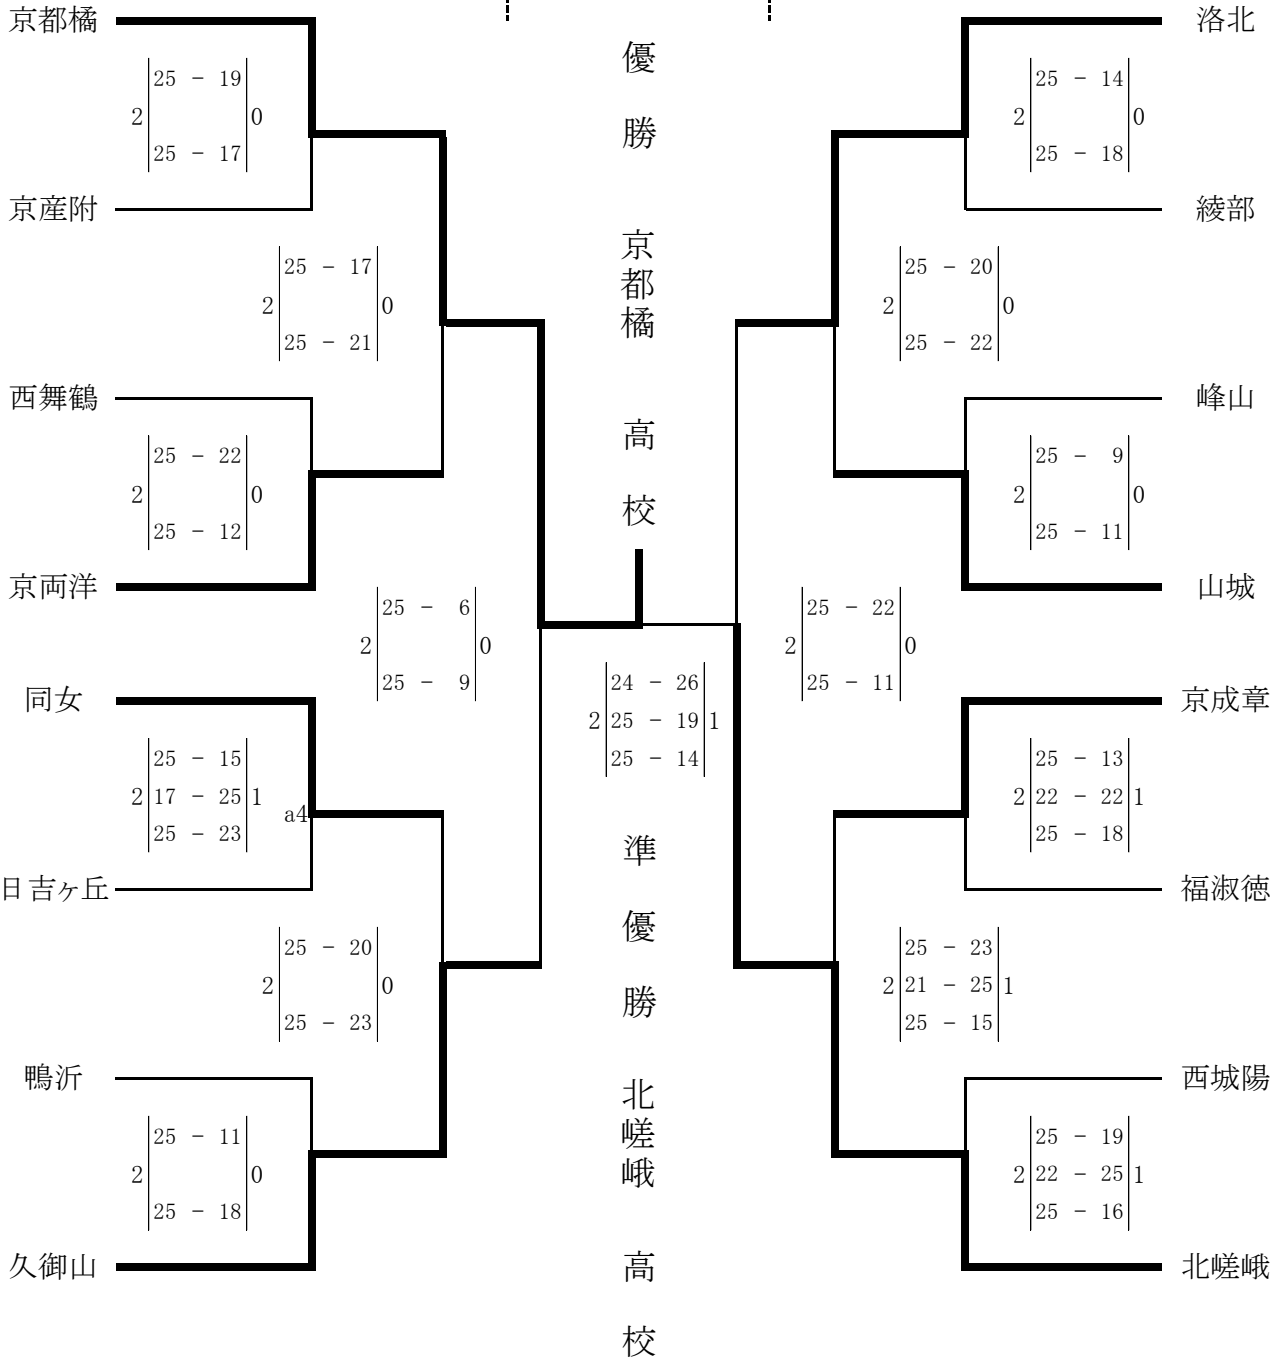 京都橘
25 - 19
2 0
25 - 17
京産附
25 - 17
2 0
25 - 21
西舞鶴
25 - 22
2 0
25 - 12
京両洋
25 - 6
2 0
25 - 9
同女
25 - 15
2 17 - 25 1
25 - 23
a4
日吉ヶ丘
25 - 20
2 0
25 - 23
鴨沂
25 - 11
2 0
25 - 18
久御山
優勝 京都橘 高校
24 - 26
2 25 - 19 1
25 - 14
準優勝 北嵯峨 高校
洛北
25 - 14
2 0
25 - 18
綾部
25 - 20
2 0
25 - 22
峰山
25 - 9
2 0
25 - 11
山城
25 - 22
2 0
25 - 11
京成章
25 - 13
2 22 - 22 1
25 - 18
福淑徳
25 - 23
2 21 - 25 1
25 - 15
西城陽
25 - 19
2 22 - 25 1
25 - 16
北嵯峨